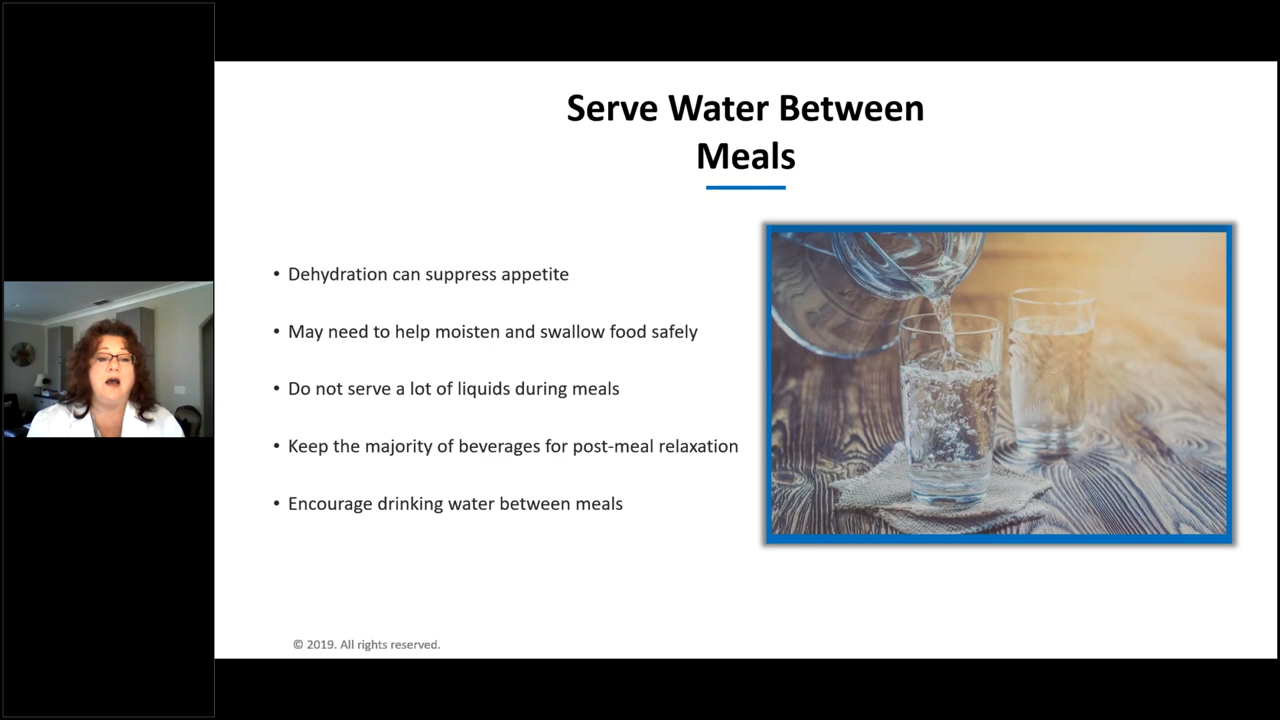 Serve Water Between
Meals
• Dehydration can suppress appetite
• May need to help moisten and swallow food safely
• Do not serve a lot of liquids during meals
• Keep the majority of beverages for post-meal relaxation
• Encourage drinking water between meals
© 2019. All rights reserved.